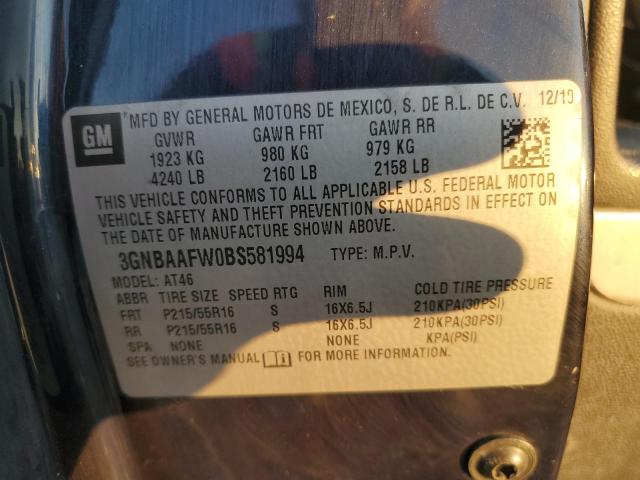 GM
MFD BY GENERAL MOTORS DE MEXICO, S. DE R.L. DE C.V. 12/10
GVWR GAWR FRT GAWR RR
1923 KG 980 KG 979 KG
4240 LB 2160 LB 2158 LB
THIS VEHICLE CONFORMS TO ALL APPLICABLE U.S. FEDERAL MOTOR
VEHICLE SAFETY AND THEFT PREVENTION STANDARDS IN EFFECT ON
THE DATE OF MANUFACTURE SHOWN ABOVE.
3GNBAAFW0BS581994 TYPE: M.P.V.
MODEL: AT46
ABBR TIRE SIZE SPEED RTG RIM COLD TIRE PRESSURE
FRT P215/55R16 S 16X6.5J 210KPA(30PSI)
RR P215/55R16 S 16X6.5J 210KPA(30PSI)
SPA NONE NONE KPA(PSI)
SEE OWNER'S MANUAL FOR MORE INFORMATION.